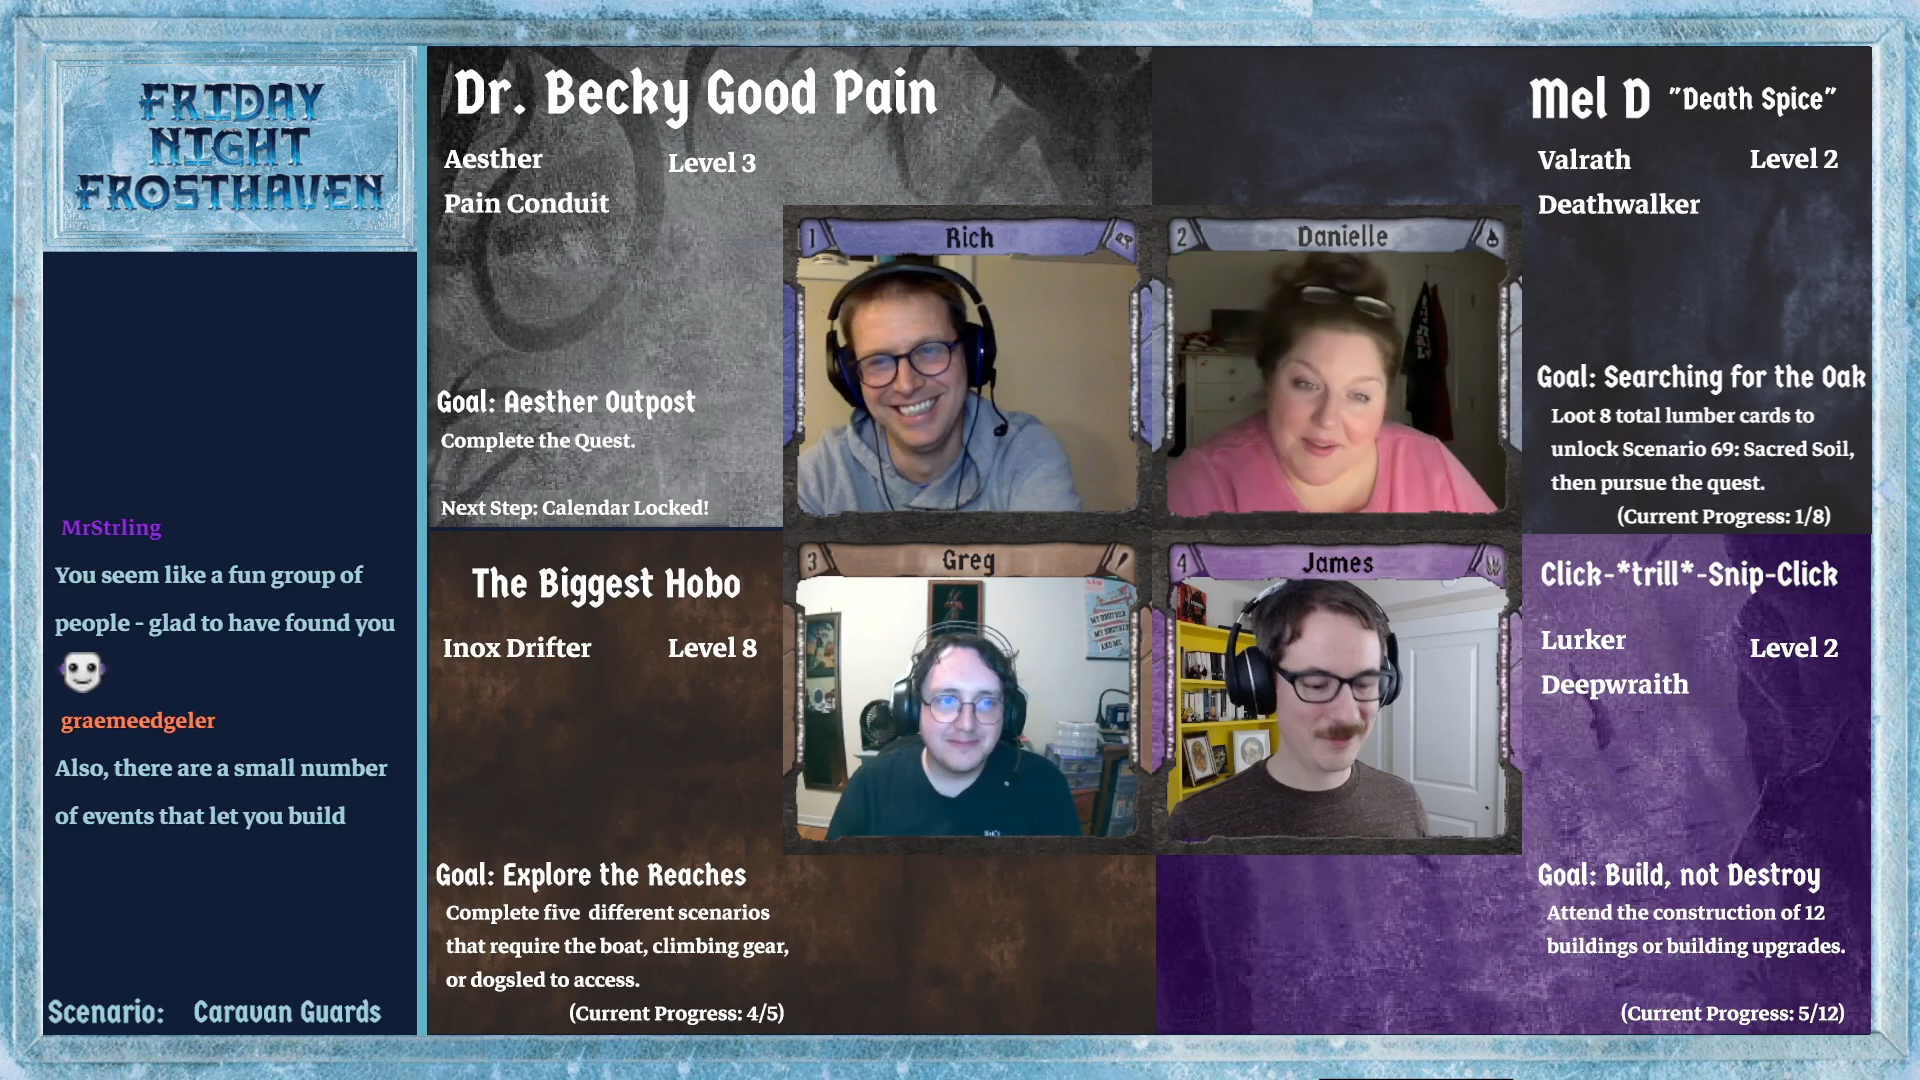 FRIDAY
NIGHT
FROSTHAVEN
MrStrling
You seem like a fun group of
people - glad to have found you
graemeedgeler
Also, there are a small number
of events that let you build
Scenario: Caravan Guards
Dr. Becky Good Pain
Aesther
Level 3
Pain Conduit
Goal: Aesther Outpost
Complete the Quest.
Next Step: Calendar Locked!
Mel D "Death Spice"
Valrath
Level 2
Deathwalker
Goal: Searching for the Oak
Loot 8 total lumber cards to
unlock Scenario 69: Sacred Soil,
then pursue the quest.
(Current Progress: 1/8)
1 Rich
2 Danielle
3 Greg
MY BROTHER
MY BROTHER
AND ME
4 James
The Biggest Hobo
Inox Drifter
Level 8
Goal: Explore the Reaches
Complete five different scenarios
that require the boat, climbing gear,
or dogsled to access.
(Current Progress: 4/5)
Click-*trill*-Snip-Click
Lurker
Level 2
Deepwraith
Goal: Build, not Destroy
Attend the construction of 12
buildings or building upgrades.
(Current Progress: 5/12)